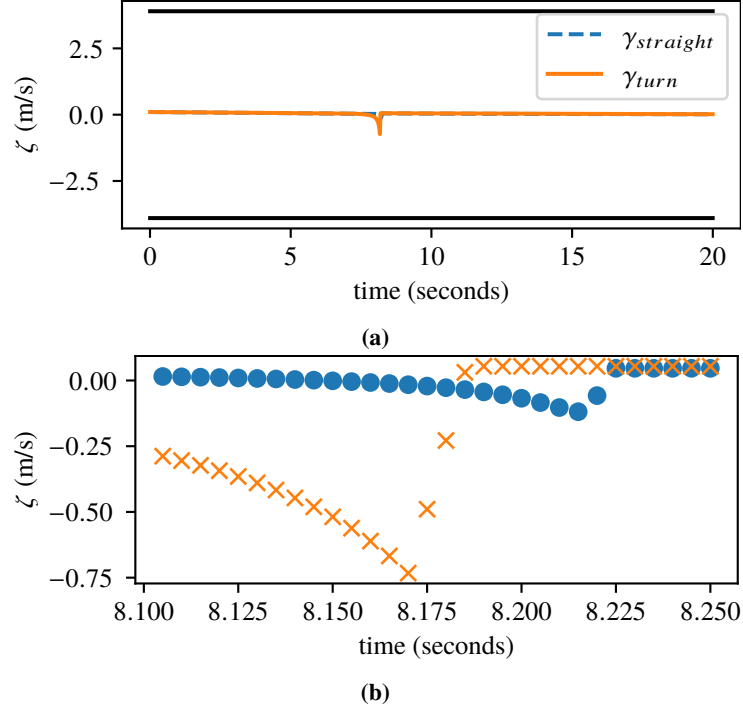 2.5
0.0
−2.5
ζ (m/s)
γstraight
γturn
0 5 10 15 20
time (seconds)
(a)
0.00
−0.25
−0.50
−0.75
ζ (m/s)
8.100 8.125 8.150 8.175 8.200 8.225 8.250
time (seconds)
(b)